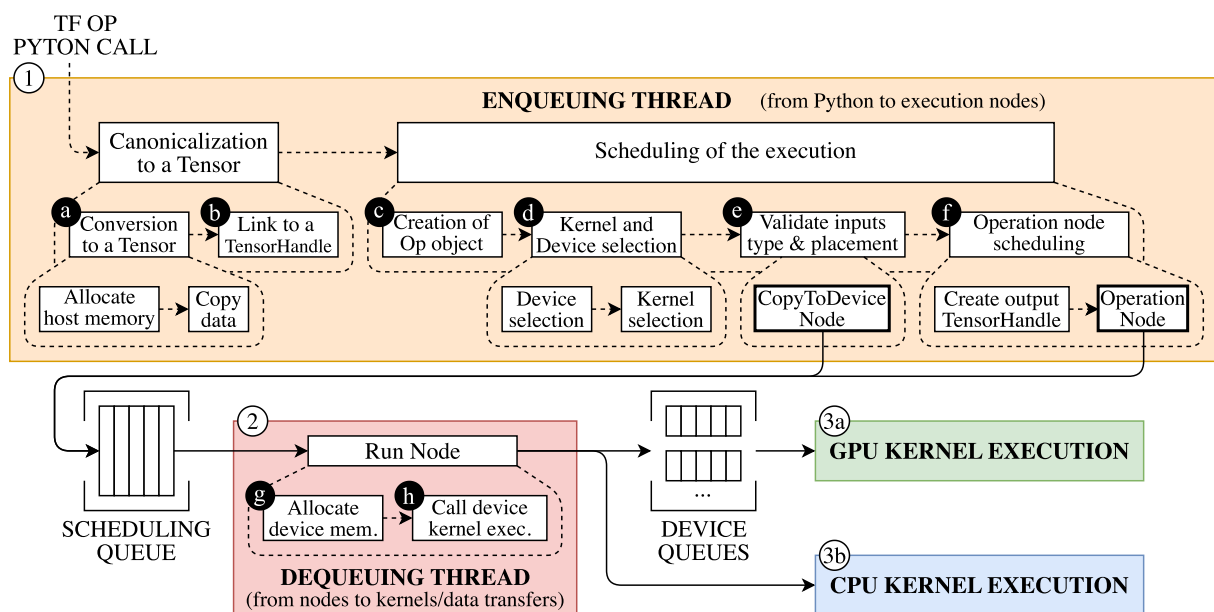 TF OP
PYTON CALL
1
ENQUEUING THREAD (from Python to execution nodes)
Canonicalization
to a Tensor
Scheduling of the execution
a
Conversion
to a Tensor
b
Link to a
TensorHandle
c
Creation of
Op object
d
Kernel and
Device selection
e
Validate inputs
type & placement
f
Operation node
scheduling
Allocate
host memory
Copy
data
Device
selection
Kernel
selection
CopyToDevice
Node
Create output
TensorHandle
Operation
Node
SCHEDULING
QUEUE
2
Run Node
g
Allocate
device mem.
h
Call device
kernel exec.
DEQUEUING THREAD
(from nodes to kernels/data transfers)
...
DEVICE
QUEUES
3a
GPU KERNEL EXECUTION
3b
CPU KERNEL EXECUTION